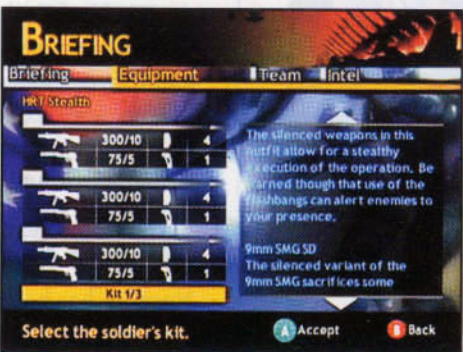 BRIEFING
Briefing Equipment Team Intel
HRT Stealth
300/10 4
75/5 1
300/10 4
75/5 1
300/10 4
75/5 1
Kit 1/3
The silenced weapons in this
outfit allow for a stealthy
execution of the operation. Be
warned though that use of the
flashbangs can alert enemies to
your presence.
9mm SMG SD
The silenced variant of the
9mm SMG sacrifices some
Select the soldier's kit.
A Accept
B Back